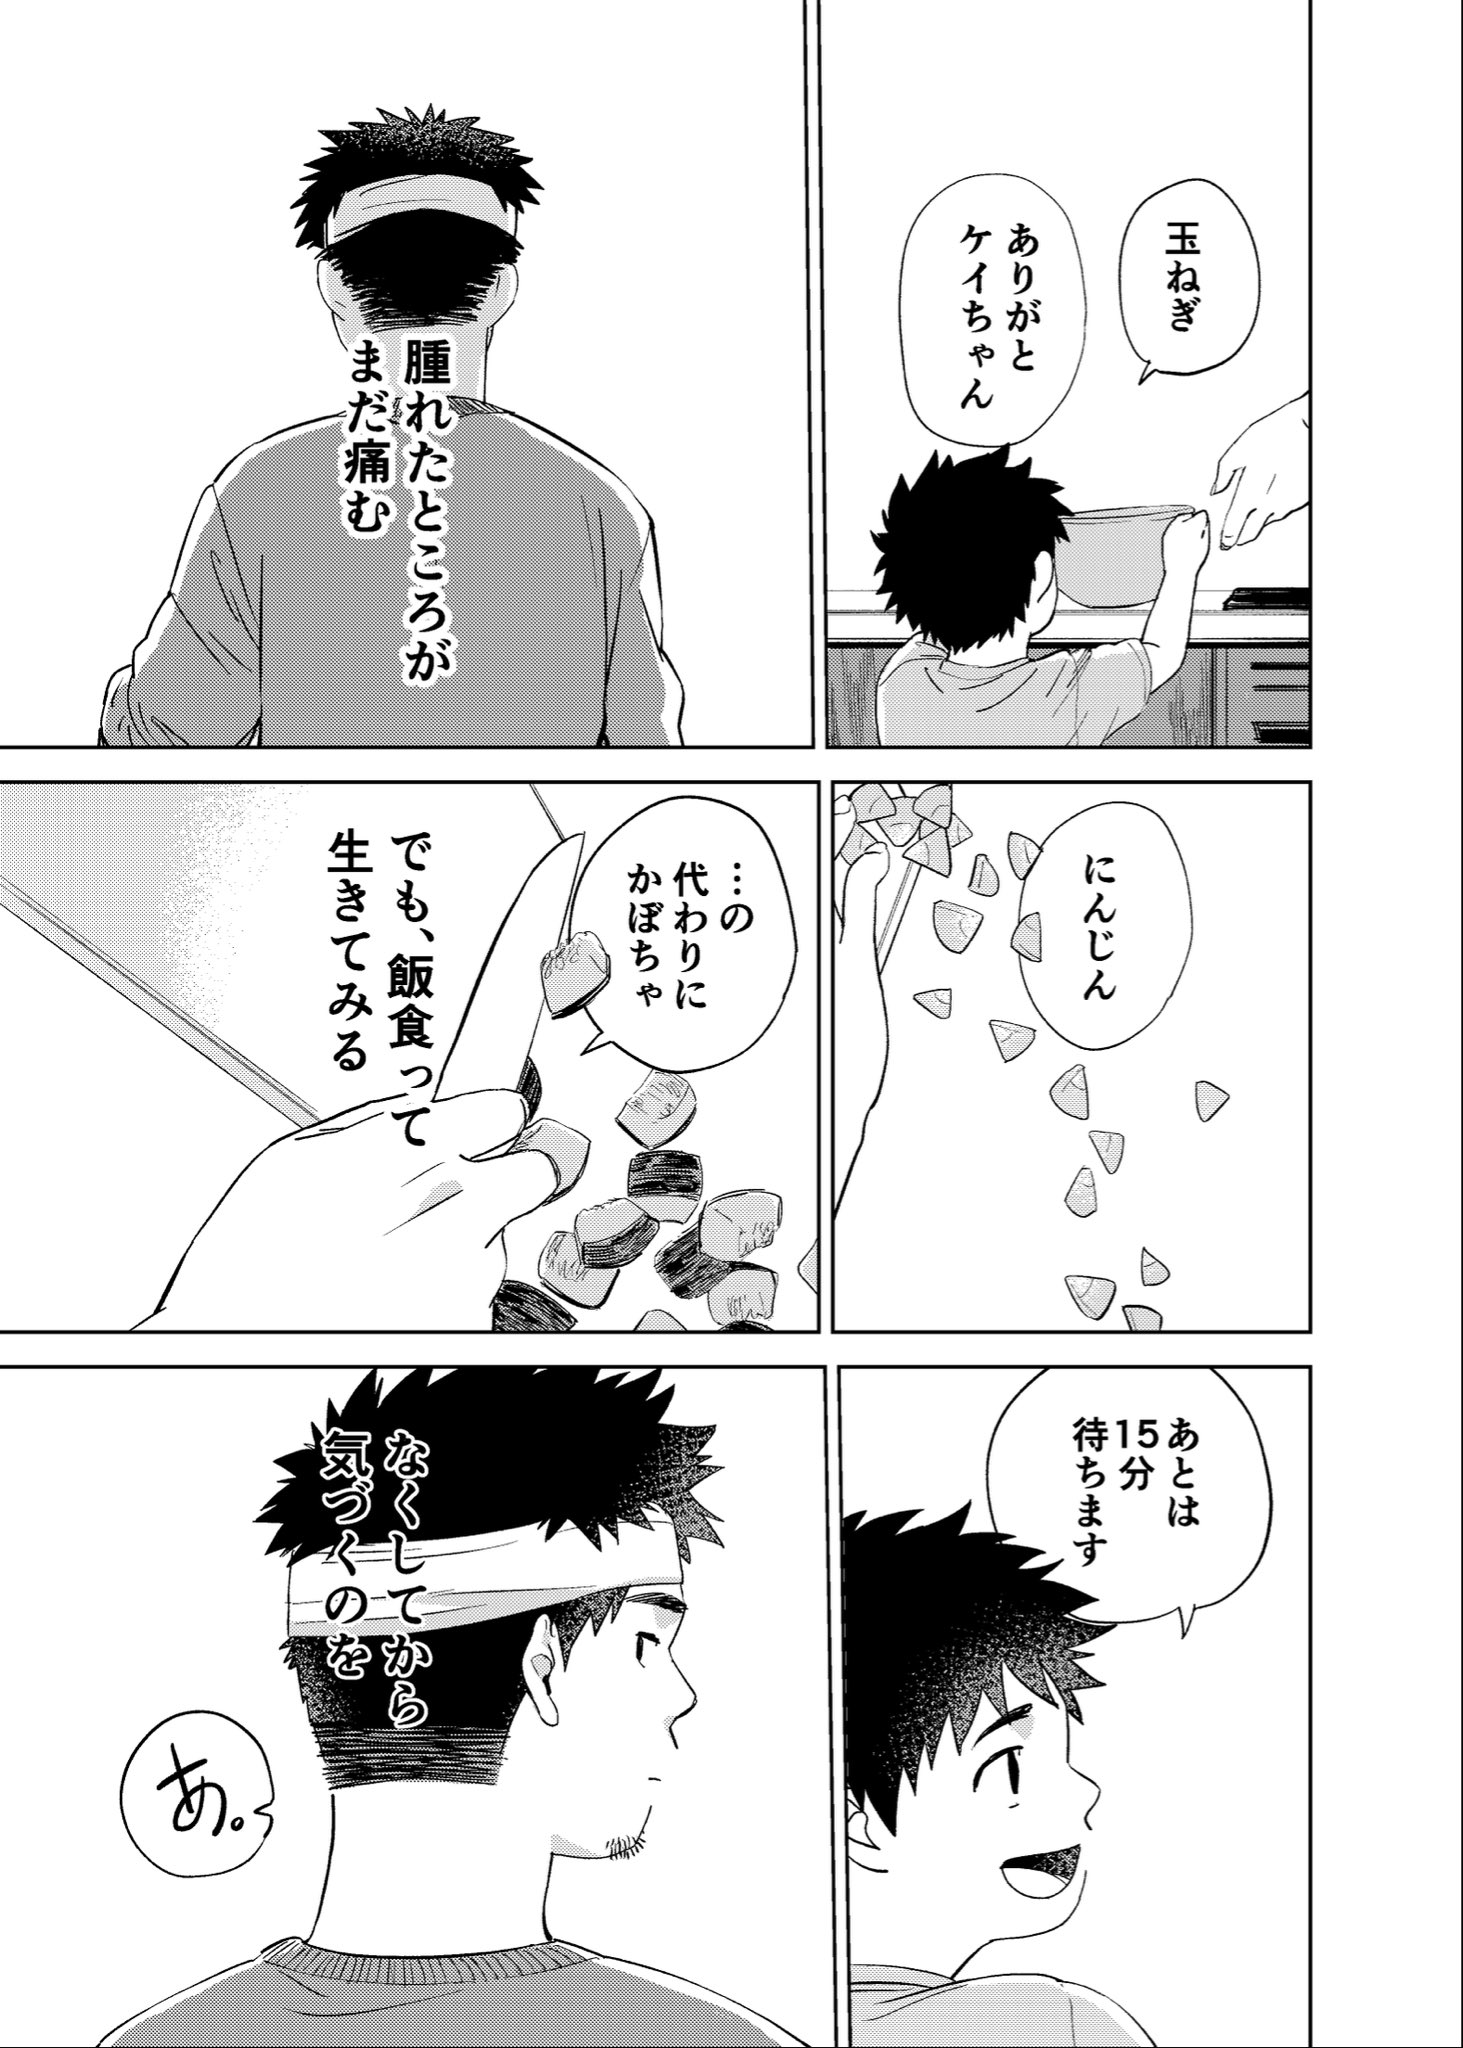 玉ねぎ
ありがと
ケイちゃん
腫れたところが
まだ痛む
にんじん
…の
代わりに
かぼちゃ
でも、飯食って
生きてみる
あとは
15分
待ちます
なくしてから
気づくのを
あ。